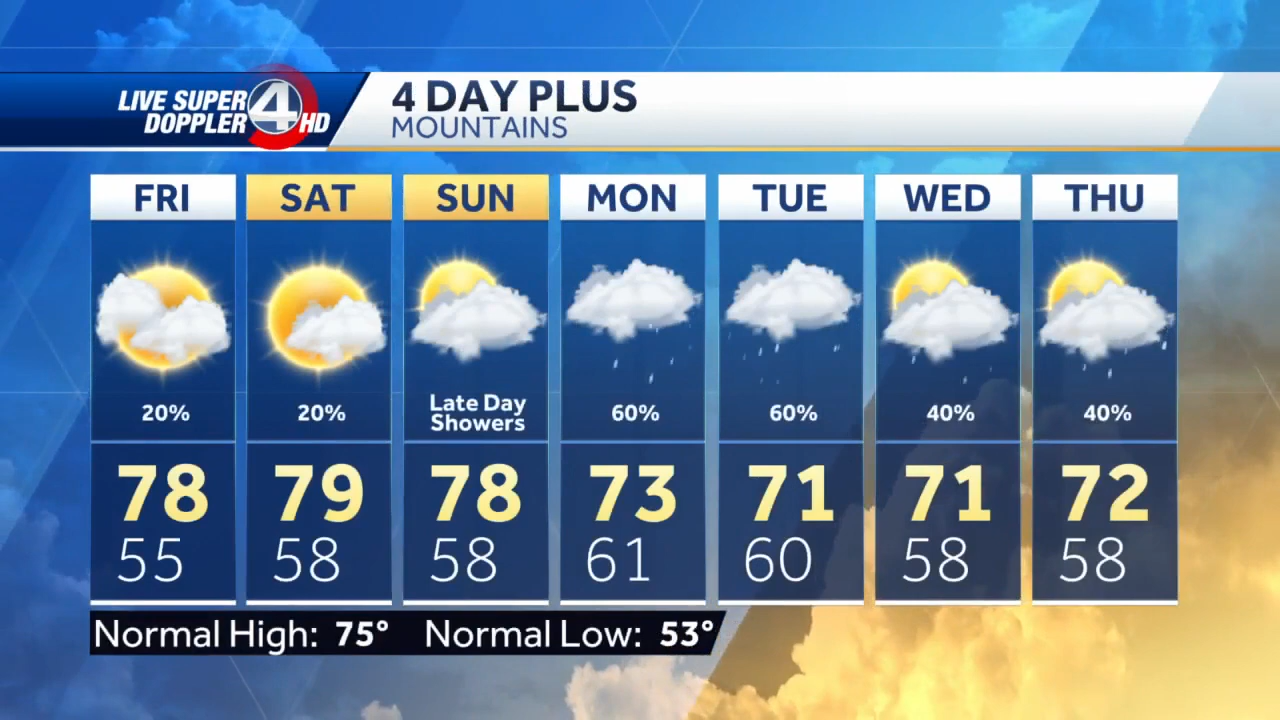 LIVE SUPER
DOPPLER 4 HD
4 DAY PLUS
MOUNTAINS
FRI SAT SUN MON TUE WED THU
20% 20% Late Day Showers 60% 60% 40% 40%
78 79 78 73 71 71 72
55 58 58 61 60 58 58
Normal High: 75° Normal Low: 53°